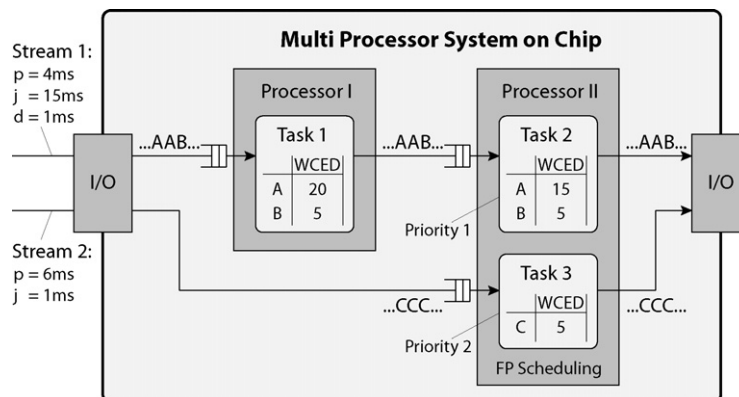 Multi Processor System on Chip
Stream 1:
p = 4ms
j = 15ms
d = 1ms
I/O
...AAB...
Processor I
Task 1
WCED
A 20
B 5
...AAB...
Processor II
Task 2
WCED
A 15
B 5
Priority 1
...AAB...
I/O
Stream 2:
p = 6ms
j = 1ms
...CCC...
Task 3
WCED
C 5
Priority 2
FP Scheduling
...CCC...